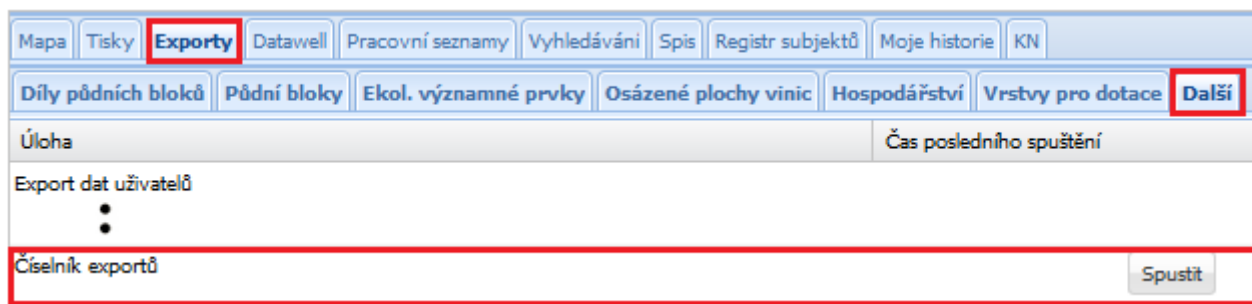 Mapa Tisky Exporty Datawell Pracovní seznamy Vyhledáváni Spis Registr subjektů Moje historie KN
Díly půdních bloků Půdní bloky Ekol. významné prvky Osázené plochy vinic Hospodářství Vrstvy pro dotace Další
Úloha Čas posledního spuštění
Export dat uživatelů
Číselník exportů Spustit